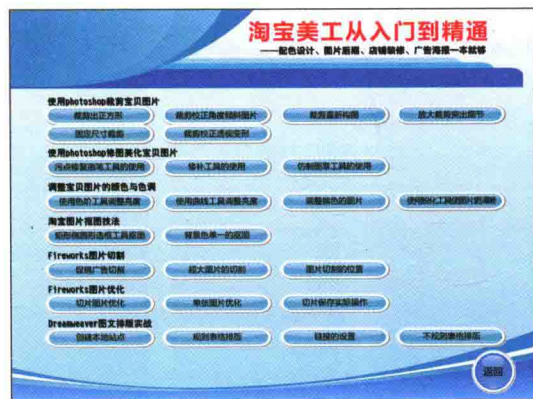 淘宝美工从入门到精通
——配色设计、图片后期、店铺装修、广告海报一本就够
使用photoshop裁剪宝贝图片
裁剪出正方形 裁剪校正角度倾斜图片 裁剪重新构图 放大裁剪突出细节
固定尺寸裁剪 裁剪校正透视变形
使用photoshop修图美化宝贝图片
污点修复画笔工具的使用 修补工具的使用 仿制图章工具的使用
调整宝贝图片的颜色与色调
使用色阶工具调整亮度 使用曲线工具调整亮度 调整偏色的图片 使用锐化工具使图片更清晰
淘宝图片抠图技法
矩形椭圆形选框工具抠图 背景色单一的抠图
Fireworks图片切割
促销广告切割 超大图片的切割 图片切割的位置
Fireworks图片优化
切片图片优化 单张图片优化 切片保存实际操作
Dreamweaver图文排版实战
创建本地站点 规则表格排版 链接的设置 不规则表格排版
返回